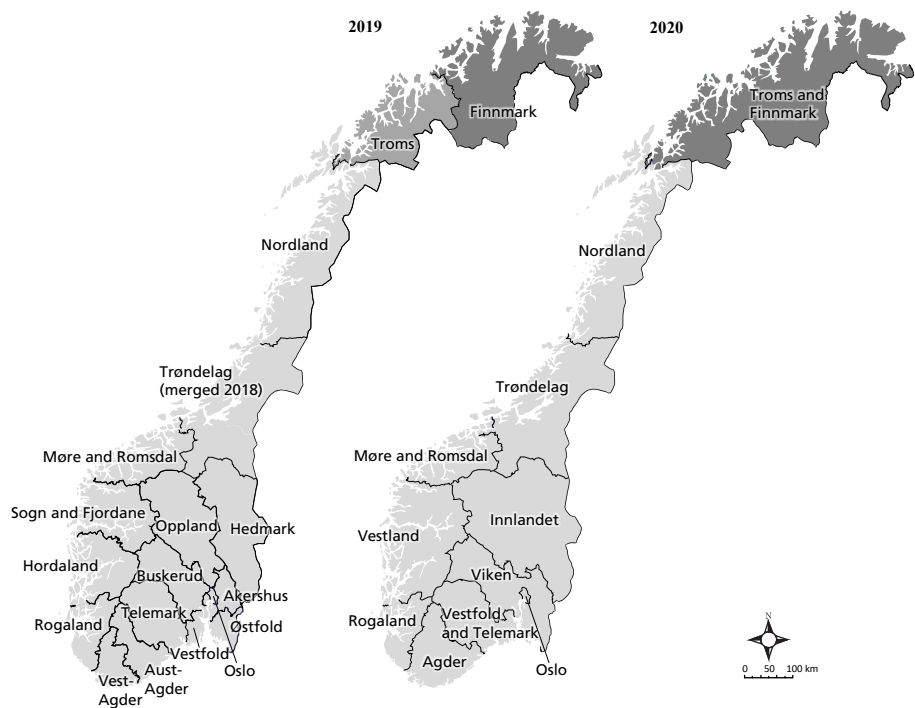 2019
Finnmark
Troms
Nordland
Trøndelag
(merged 2018)
Møre and Romsdal
Sogn and Fjordane
Oppland
Hedmark
Hordaland
Buskerud
Akershus
Telemark
Rogaland
Østfold
Vestfold
Oslo
Aust-
Agder
Vest-
Agder
2020
Troms and
Finnmark
Nordland
Trøndelag
Møre and Romsdal
Innlandet
Vestland
Viken
Vestfold
and Telemark
Rogaland
Agder
Oslo
N
0 50 100 km